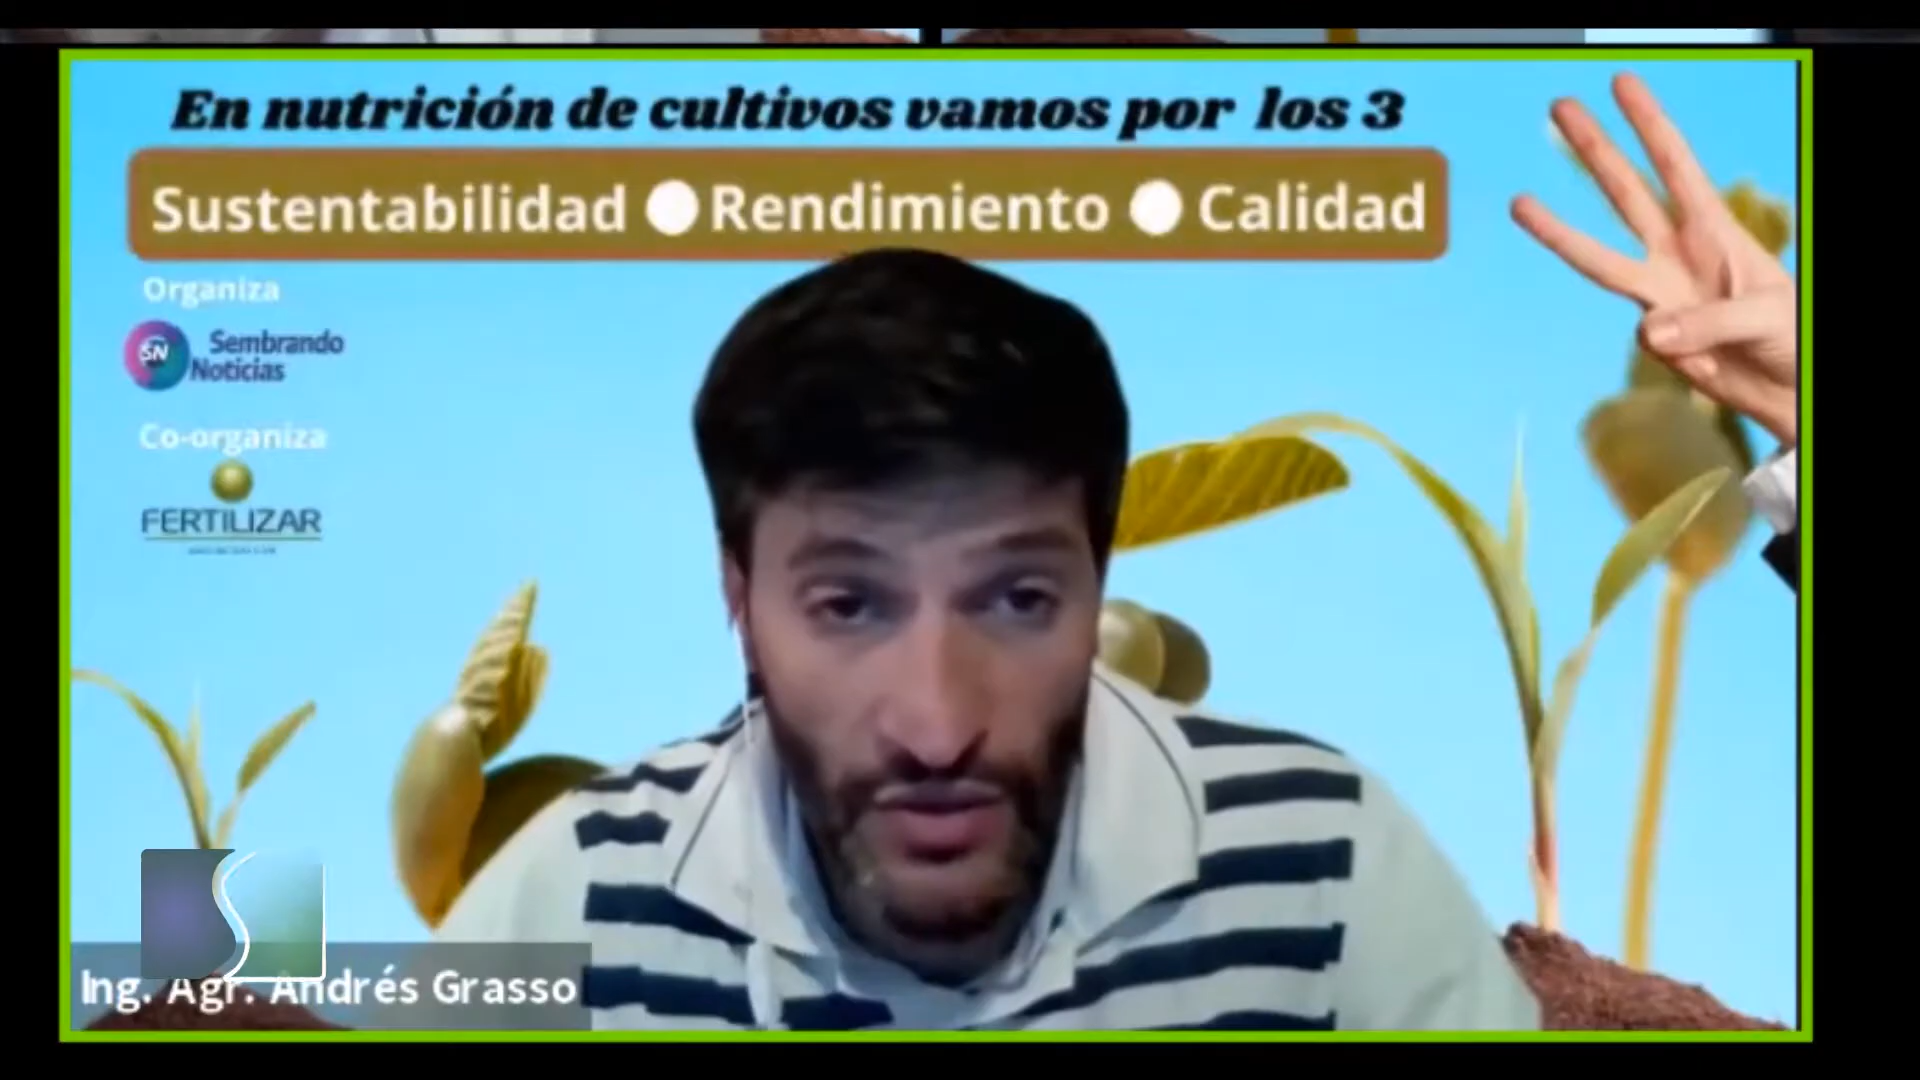 En nutrición de cultivos vamos por los 3
Sustentabilidad Rendimiento Calidad
Organiza
SN
Sembrando
Noticias
Co-organiza
FERTILIZAR
S
Ing. Agr. Andrés Grasso